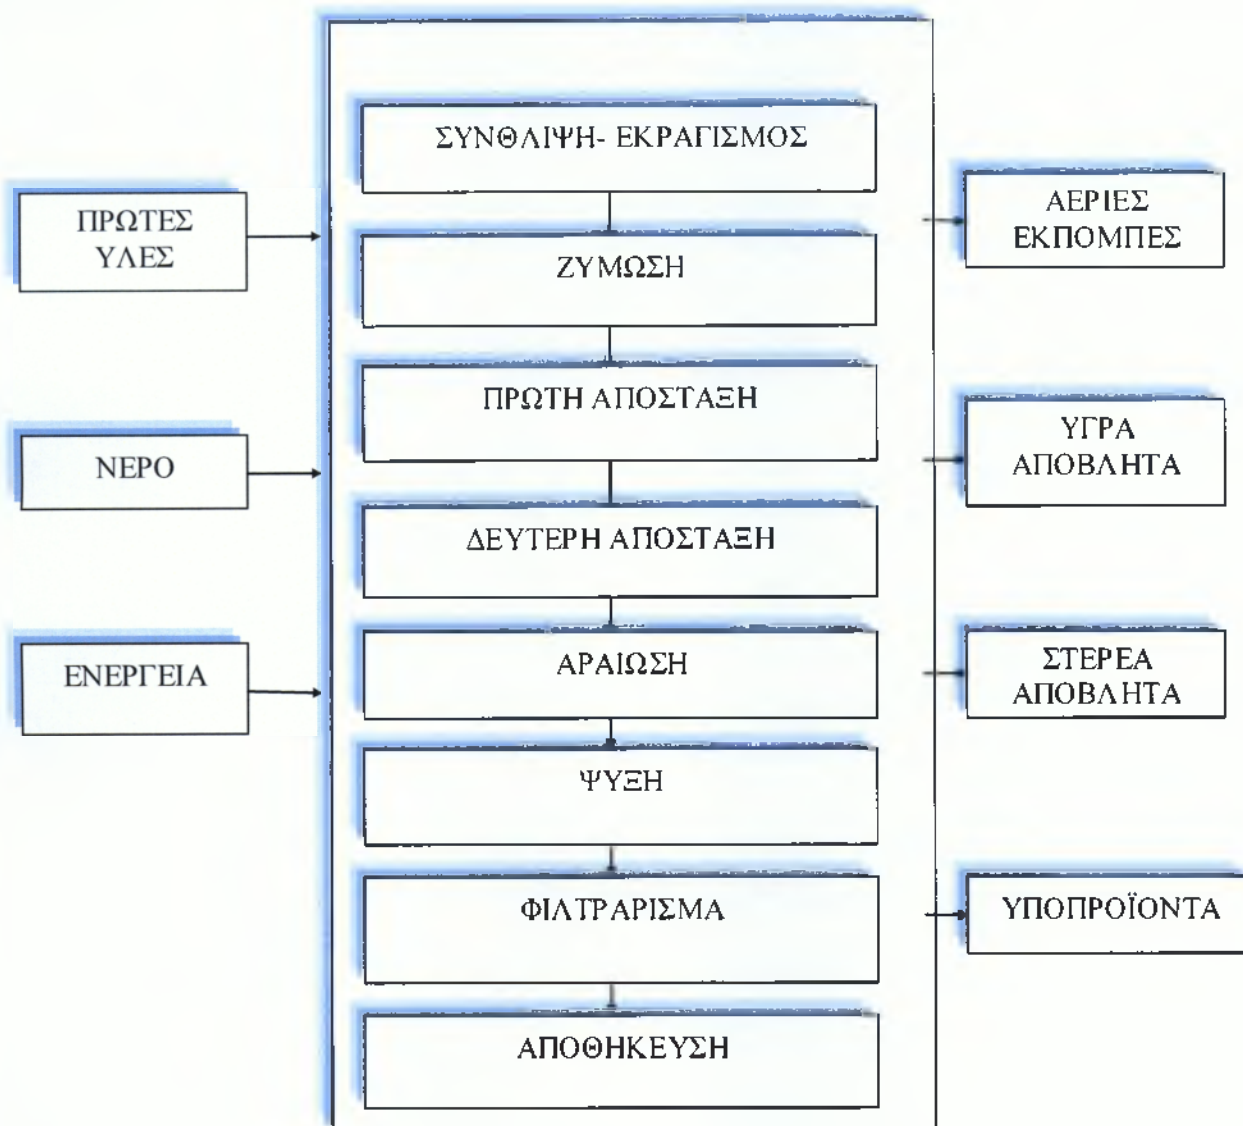 ΣΥΝΘΛΙΨΗ- ΕΚΡΑΓΙΣΜΟΣ
ΠΡΩΤΕΣ
ΥΛΕΣ
ΑΕΡΙΕΣ
ΕΚΠΟΜΠΕΣ
ΖΥΜΩΣΗ
ΠΡΩΤΗ ΑΠΟΣΤΑΞΗ
ΝΕΡΟ
ΥΓΡΑ
ΑΠΟΒΛΗΤΑ
ΔΕΥΤΕΡΗ ΑΠΟΣΤΑΞΗ
ΕΝΕΡΓΕΙΑ
ΑΡΑΙΩΣΗ
ΣΤΕΡΕΑ
ΑΠΟΒΛΗΤΑ
ΨΥΞΗ
ΦΙΛΤΡΑΡΙΣΜΑ
ΥΠΟΠΡΟΪΟΝΤΑ
ΑΠΟΘΗΚΕΥΣΗ